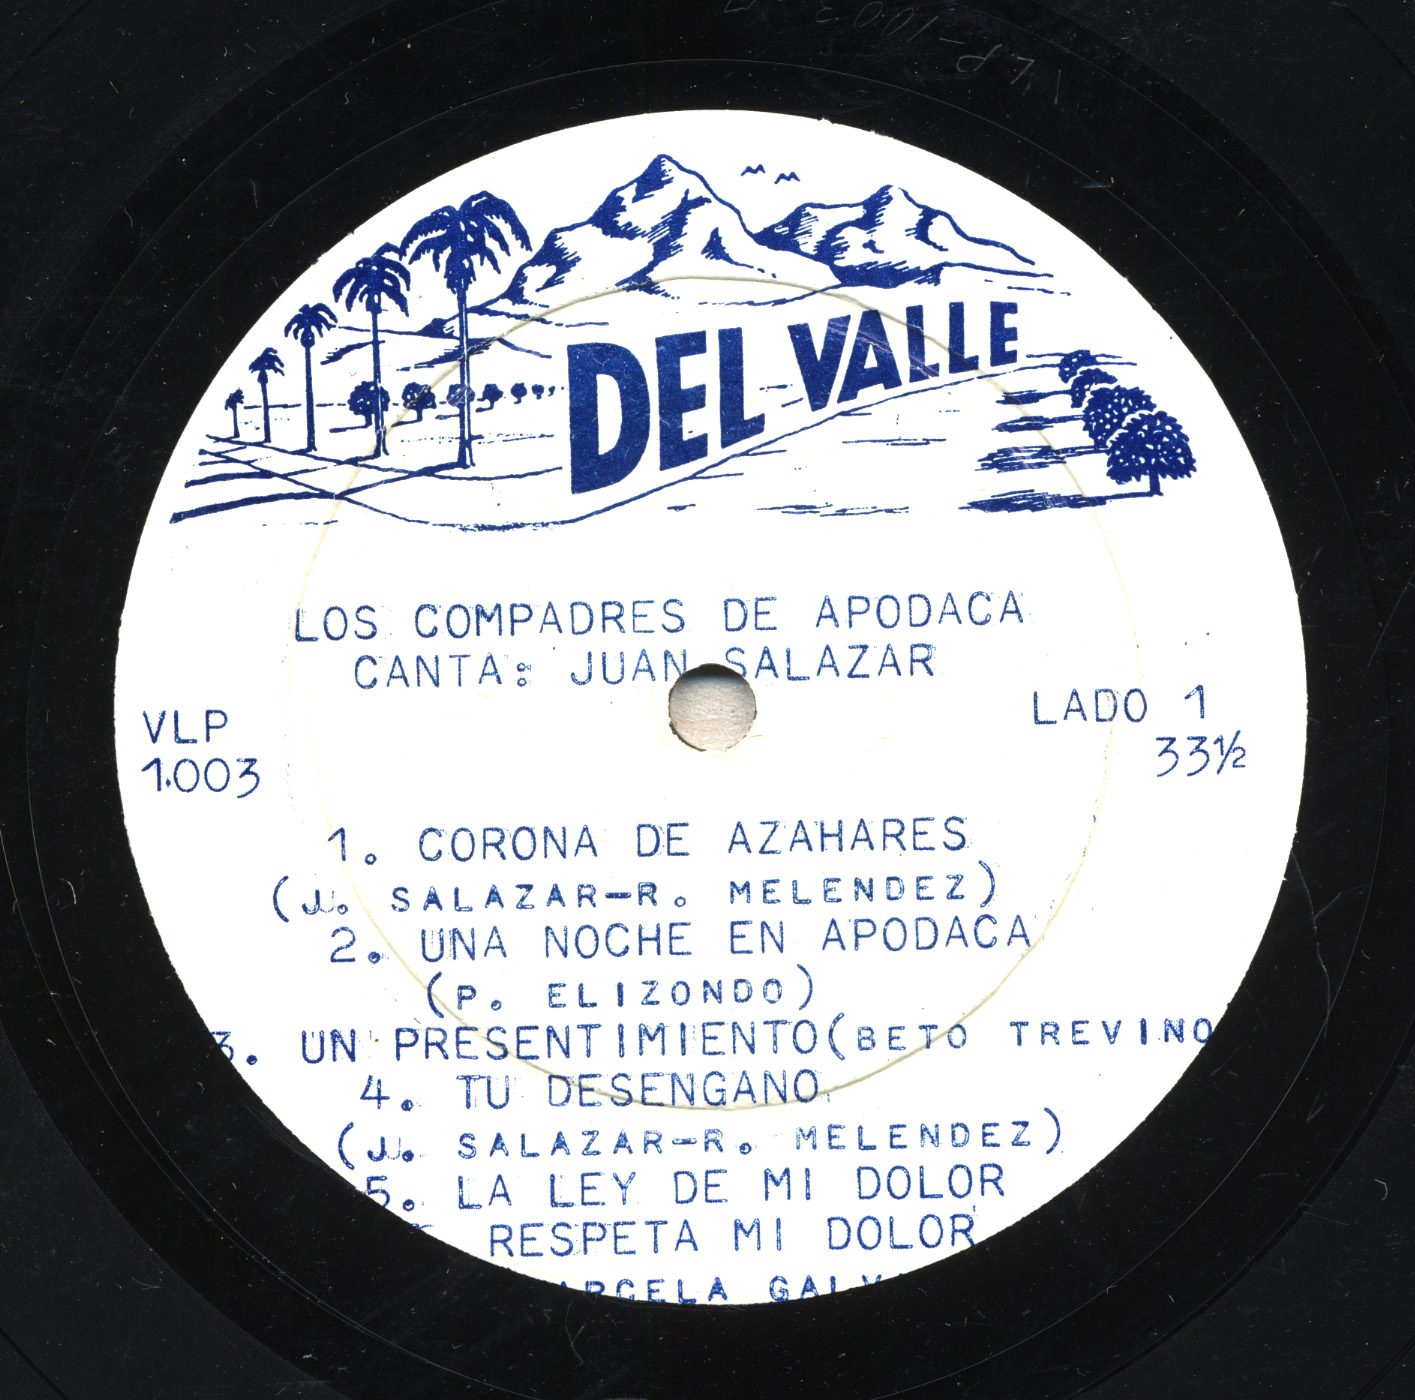 LP-1003
DEL VALLE
LOS COMPADRES DE APODACA
CANTA: JUAN SALAZAR
VLP
1.003
LADO 1
33½
1. CORONA DE AZAHARES
(J. SALAZAR-R. MELENDEZ)
2. UNA NOCHE EN APODACA
(P. ELIZONDO)
3. UN PRESENTIMIENTO(BETO TREVINO
4. TU DESENGANO
(J. SALAZAR-R. MELENDEZ)
5. LA LEY DE MI DOLOR
RESPETA MI DOLOR